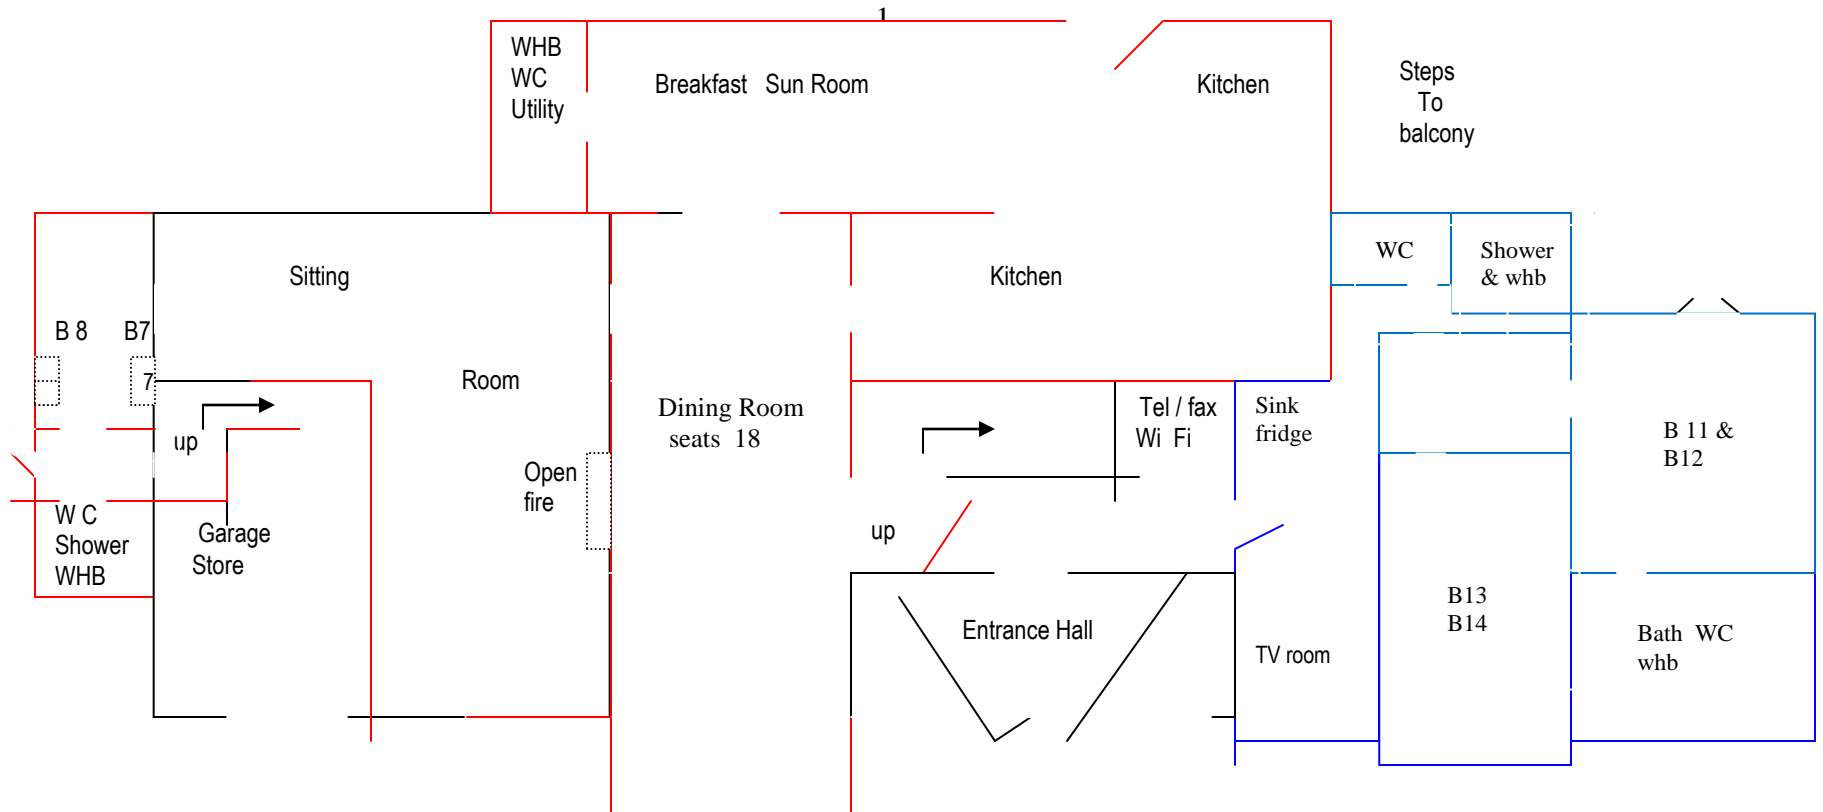 1
WHB
WC
Utility
Breakfast Sun Room
Kitchen
Steps
To
balcony
Sitting
Kitchen
WC
Shower
& whb
B 8
B7
7
Room
Dining Room
seats 18
Tel / fax
Wi Fi
Sink
fridge
B 11 &
B12
up
Open
fire
W C
Shower
WHB
Garage
Store
up
Entrance Hall
TV room
B13
B14
Bath WC
whb